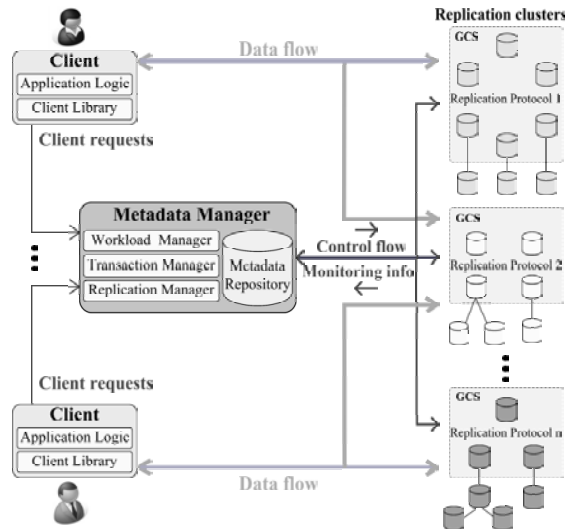 Replication clusters
Client
Application Logic
Client Library
Data flow
GCS
Replication Protocol 1
Client requests
Metadata Manager
Workload Manager
Transaction Manager
Replication Manager
Metadata
Repository
Control flow
Monitoring info
GCS
Replication Protocol 2
Client requests
Client
Application Logic
Client Library
Data flow
GCS
Replication Protocol n